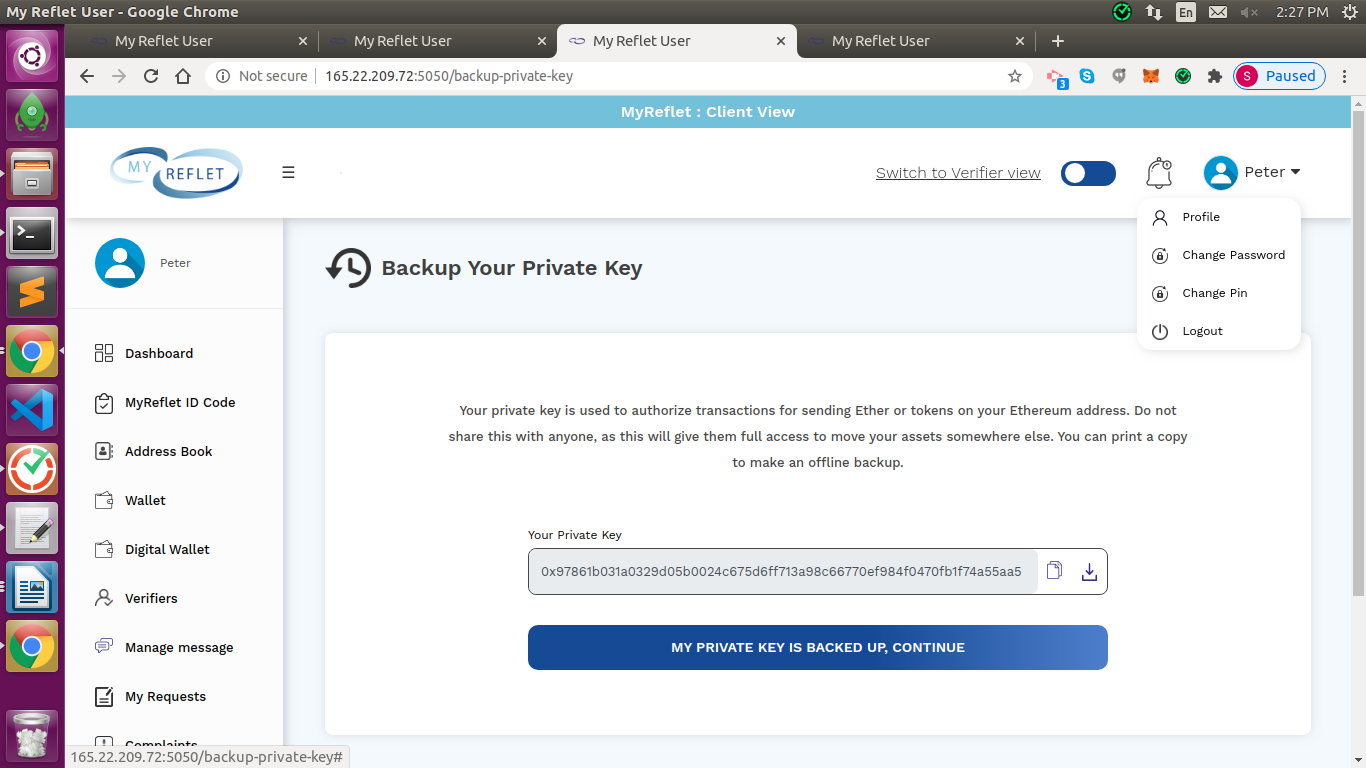 My Reflet User - Google Chrome
En
2:27 PM
My Reflet User
My Reflet User
My Reflet User
My Reflet User
Not secure
165.22.209.72:5050/backup-private-key
3
S
Paused
MyReflet : Client View
MY
REFLET
Switch to Verifier view
Peter
Profile
Change Password
Change Pin
Logout
Peter
Dashboard
MyReflet ID Code
Address Book
Wallet
Digital Wallet
Verifiers
Manage message
My Requests
Complaints
Backup Your Private Key
Your private key is used to authorize transactions for sending Ether or tokens on your Ethereum address. Do not
share this with anyone, as this will give them full access to move your assets somewhere else. You can print a copy
to make an offline backup.
Your Private Key
0x97861b031a0329d05b0024c675d6ff713a98c66770ef984f0470fb1f74a55aa5
MY PRIVATE KEY IS BACKED UP, CONTINUE
165.22.209.72:5050/backup-private-key#